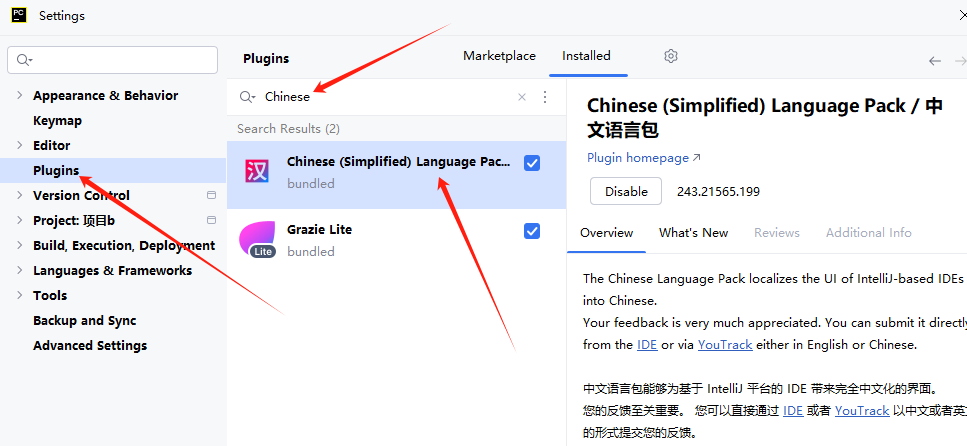 PC
Settings
Appearance & Behavior
Keymap
Editor
Plugins
Version Control
Project: 项目b
Build, Execution, Deployment
Languages & Frameworks
Tools
Backup and Sync
Advanced Settings
Plugins
Marketplace
Installed
Chinese
Search Results (2)
汉
Chinese (Simplified) Language Pac...
bundled
Lite
Grazie Lite
bundled
Chinese (Simplified) Language Pack / 中
文语言包
Plugin homepage ↗
Disable
243.21565.199
Overview
What's New
Reviews
Additional Info
The Chinese Language Pack localizes the UI of IntelliJ-based IDEs
into Chinese.
Your feedback is very much appreciated. You can submit it directly
from the IDE or via YouTrack either in English or Chinese.
中文语言包能够为基于 IntelliJ 平台的 IDE 带来完全中文化的界面。
您的反馈至关重要。 您可以直接通过 IDE 或者 YouTrack 以中文或者英
的形式提交您的反馈。